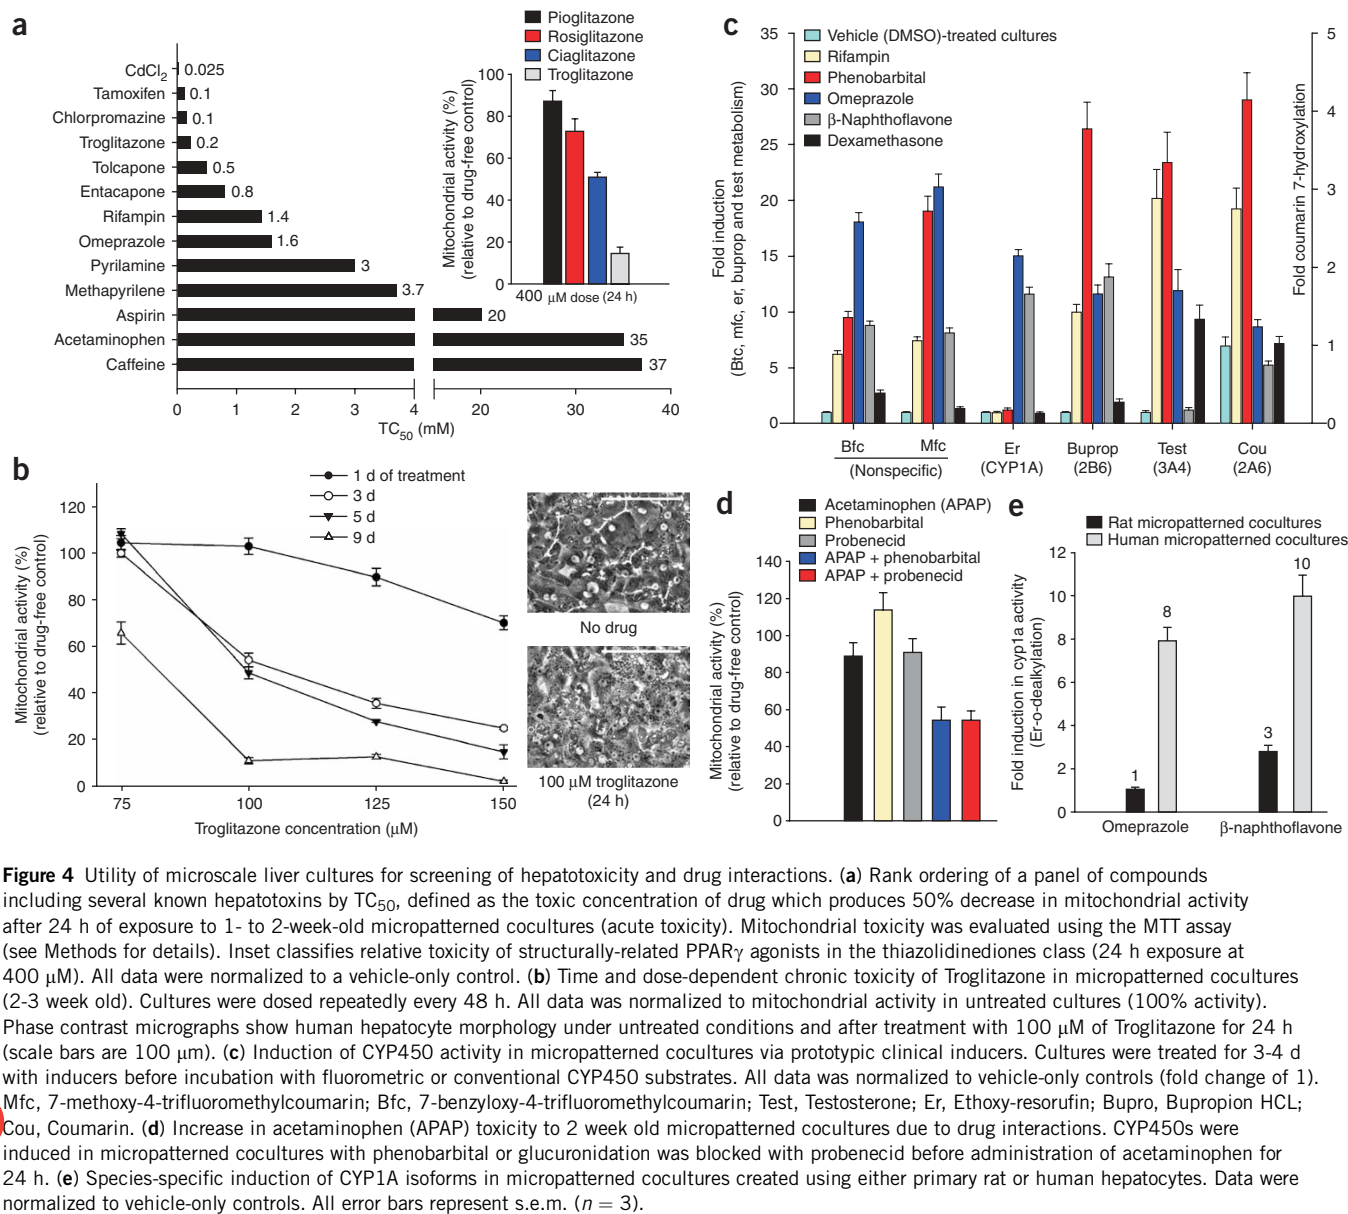 a
Pioglitazone
Rosiglitazone
Ciaglitazone
Troglitazone
CdCl2 0.025
Tamoxifen 0.1
Chlorpromazine 0.1
Troglitazone 0.2
Tolcapone 0.5
Entacapone 0.8
Rifampin 1.4
Omeprazole 1.6
Pyrilamine 3
Methapyrilene 3.7
Aspirin 20
Acetaminophen 35
Caffeine 37
0 1 2 3 4 20 30 40
TC50 (mM)
Mitochondrial activity (%)
(relative to drug-free control)
100
80
60
40
20
0
400 μM dose (24 h)
b
1 d of treatment
3 d
5 d
9 d
Mitochondrial activity (%)
(relative to drug-free control)
120
100
80
60
40
20
0
75 100 125 150
Troglitazone concentration (μM)
No drug
100 μM troglitazone
(24 h)
c
Vehicle (DMSO)-treated cultures
Rifampin
Phenobarbital
Omeprazole
β-Naphthoflavone
Dexamethasone
Fold induction
(Btc, mfc, er, buprop and test metabolism)
35
30
25
20
15
10
5
0
Fold coumarin 7-hydroxylation
5
4
3
2
1
0
Bfc Mfc Er Buprop Test Cou
(Nonspecific) (CYP1A) (2B6) (3A4) (2A6)
d
Acetaminophen (APAP)
Phenobarbital
Probenecid
APAP + phenobarbital
APAP + probenecid
Mitochondrial activity (%)
(relative to drug-free control)
140
120
100
80
60
40
20
0
e
Rat micropatterned cocultures
Human micropatterned cocultures
Fold induction in cyp1a activity
(Er-o-dealkylation)
12
10
8
6
4
2
0
1 8 3 10
Omeprazole β-naphthoflavone
Figure 4 Utility of microscale liver cultures for screening of hepatotoxicity and drug interactions. (a) Rank ordering of a panel of compounds
including several known hepatotoxins by TC50, defined as the toxic concentration of drug which produces 50% decrease in mitochondrial activity
after 24 h of exposure to 1- to 2-week-old micropatterned cocultures (acute toxicity). Mitochondrial toxicity was evaluated using the MTT assay
(see Methods for details). Inset classifies relative toxicity of structurally-related PPARγ agonists in the thiazolidinediones class (24 h exposure at
400 μM). All data were normalized to a vehicle-only control. (b) Time and dose-dependent chronic toxicity of Troglitazone in micropatterned cocultures
(2-3 week old). Cultures were dosed repeatedly every 48 h. All data was normalized to mitochondrial activity in untreated cultures (100% activity).
Phase contrast micrographs show human hepatocyte morphology under untreated conditions and after treatment with 100 μM of Troglitazone for 24 h
(scale bars are 100 μm). (c) Induction of CYP450 activity in micropatterned cocultures via prototypic clinical inducers. Cultures were treated for 3-4 d
with inducers before incubation with fluorometric or conventional CYP450 substrates. All data was normalized to vehicle-only controls (fold change of 1).
Mfc, 7-methoxy-4-trifluoromethylcoumarin; Bfc, 7-benzyloxy-4-trifluoromethylcoumarin; Test, Testosterone; Er, Ethoxy-resorufin; Bupro, Bupropion HCL;
Cou, Coumarin. (d) Increase in acetaminophen (APAP) toxicity to 2 week old micropatterned cocultures due to drug interactions. CYP450s were
induced in micropatterned cocultures with phenobarbital or glucuronidation was blocked with probenecid before administration of acetaminophen for
24 h. (e) Species-specific induction of CYP1A isoforms in micropatterned cocultures created using either primary rat or human hepatocytes. Data were
normalized to vehicle-only controls. All error bars represent s.e.m. (n = 3).